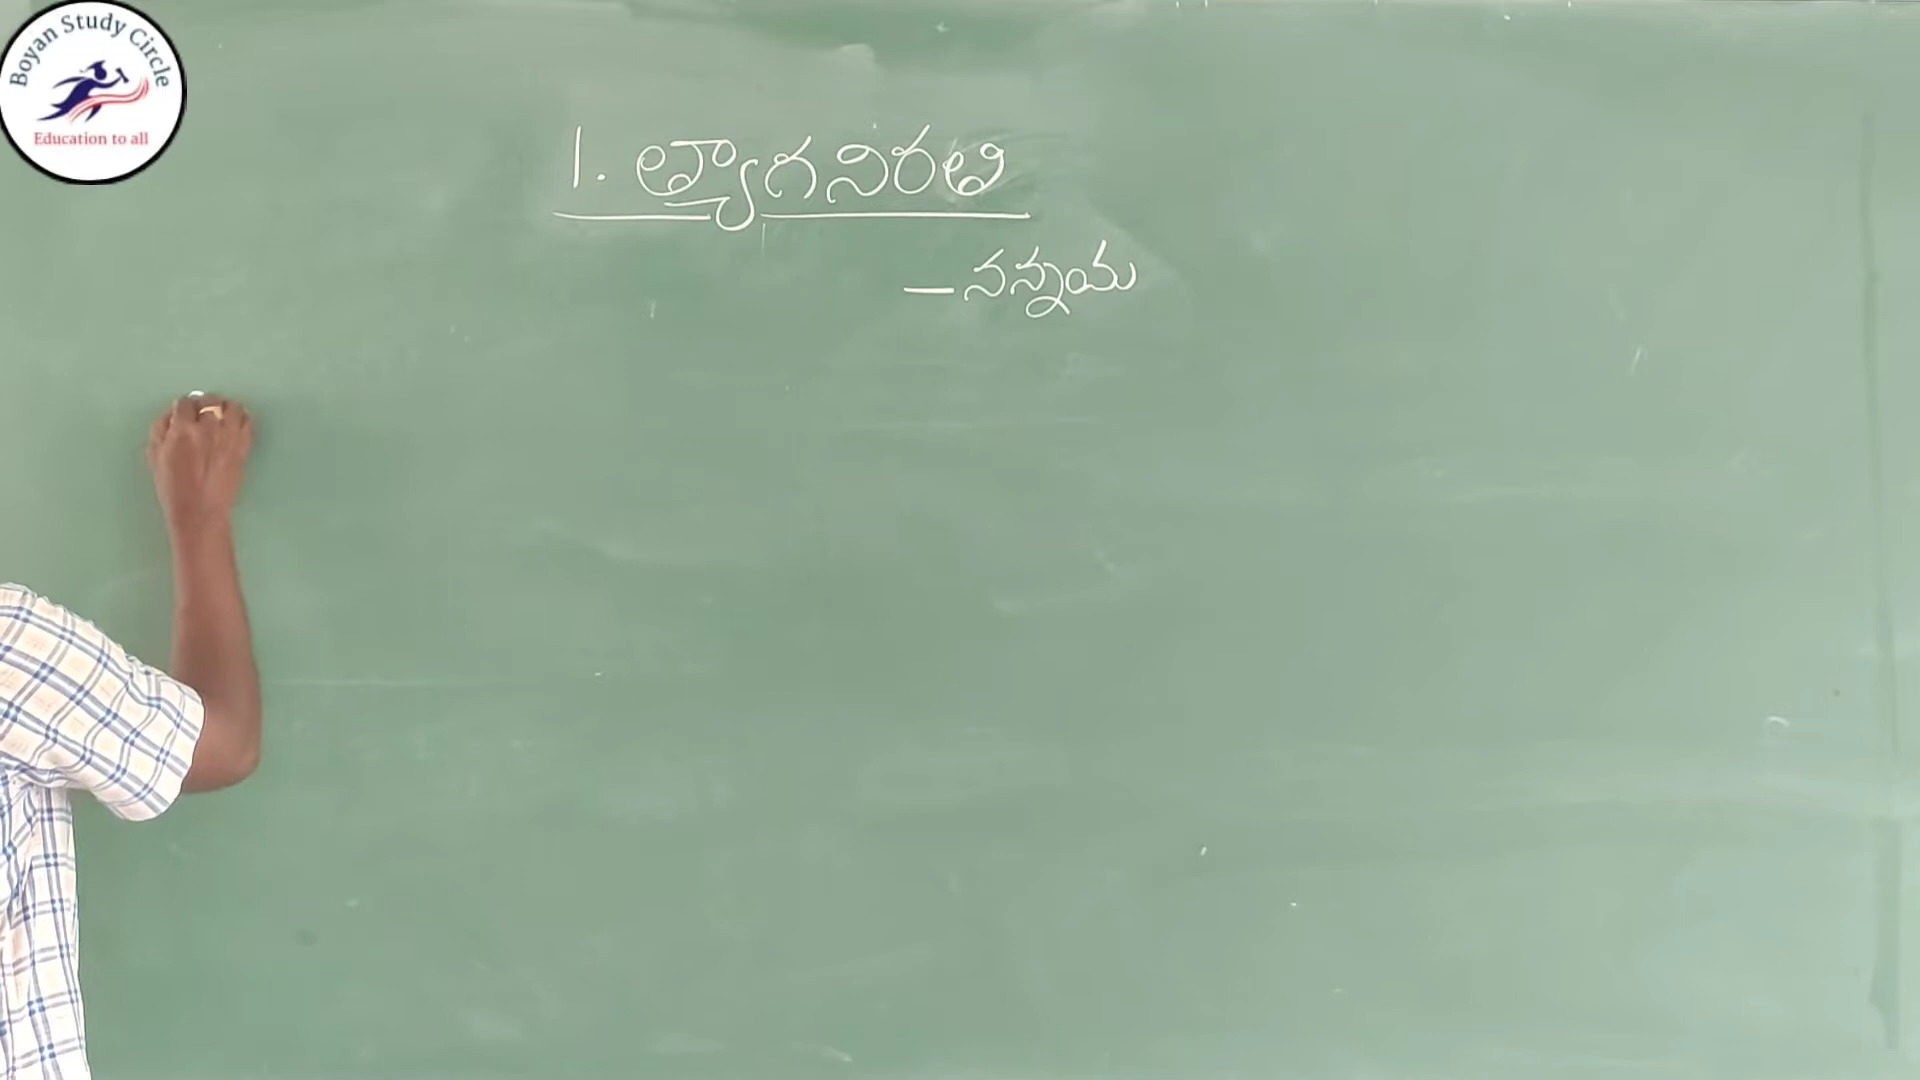 Boyan Study Circle
Education to all
1. త్యాగనిరతి
– నన్నయ